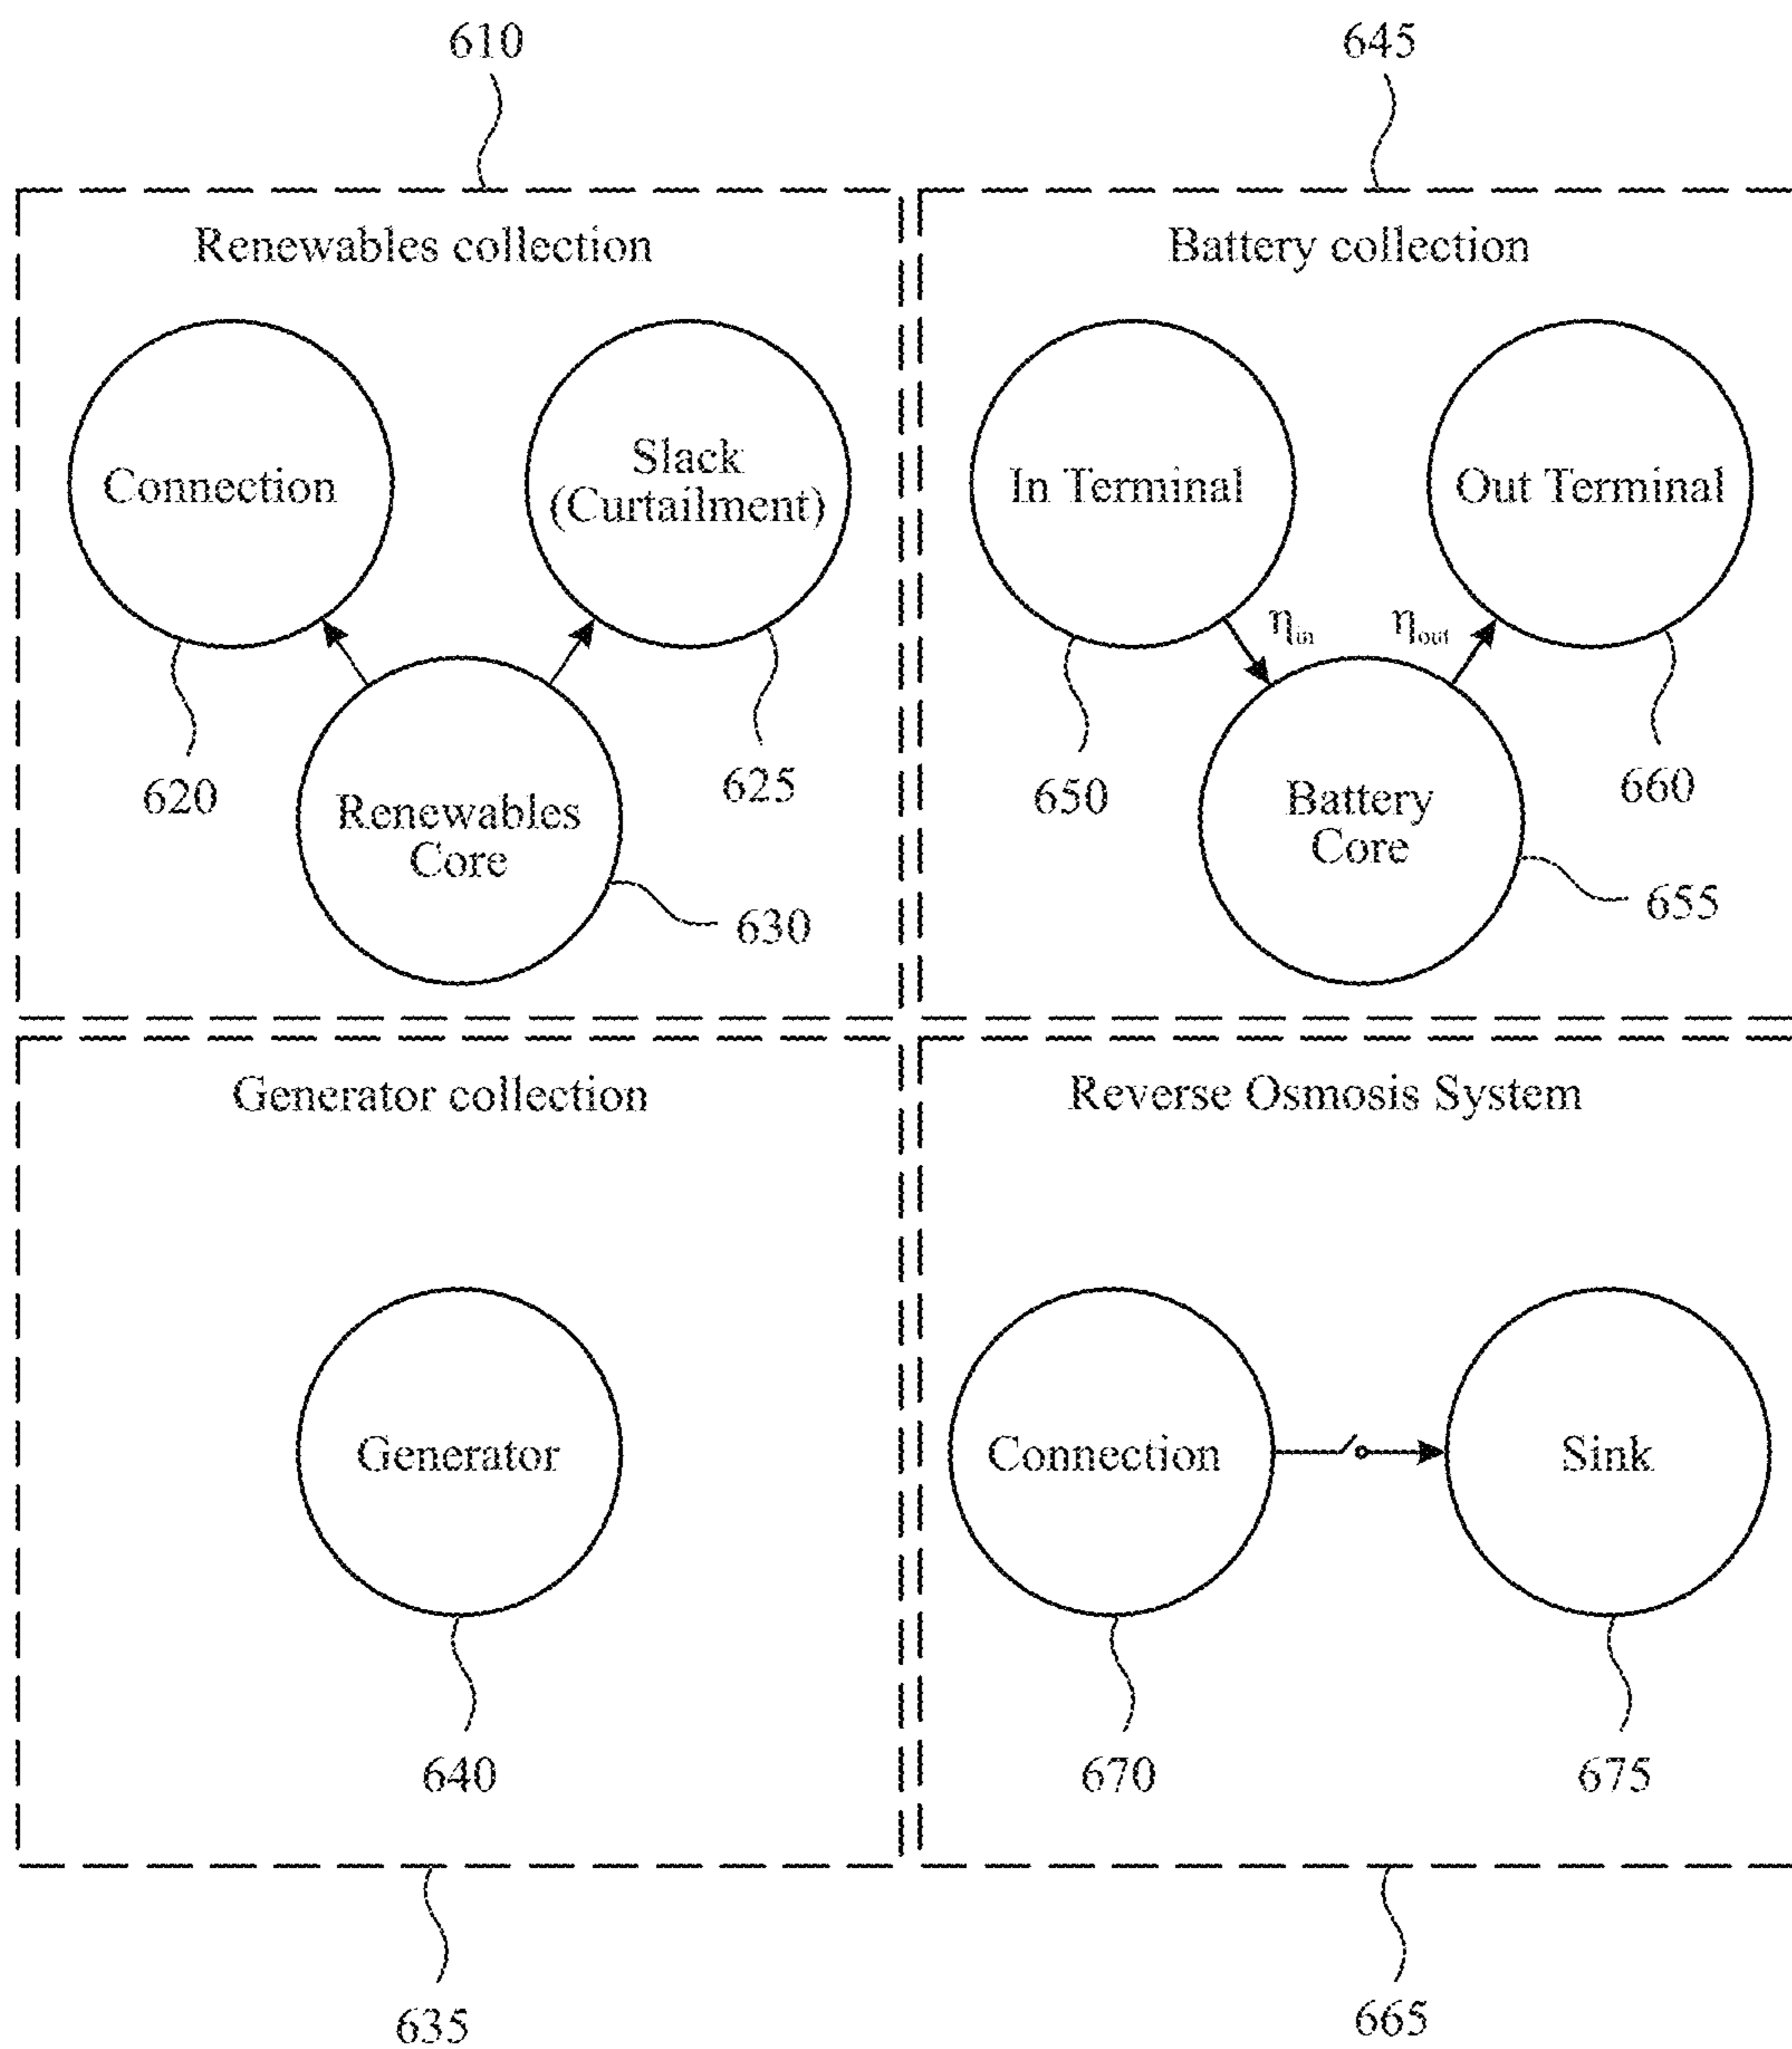 610
645
Renewables collection
Battery collection
Connection
Slack
(Curtailment)
In Terminal
Out Terminal
ηin
ηout
620
625
650
660
Renewables
Core
Battery
Core
630
655
Generator collection
Reverse Osmosis System
Generator
Connection
Sink
640
670
675
635
665